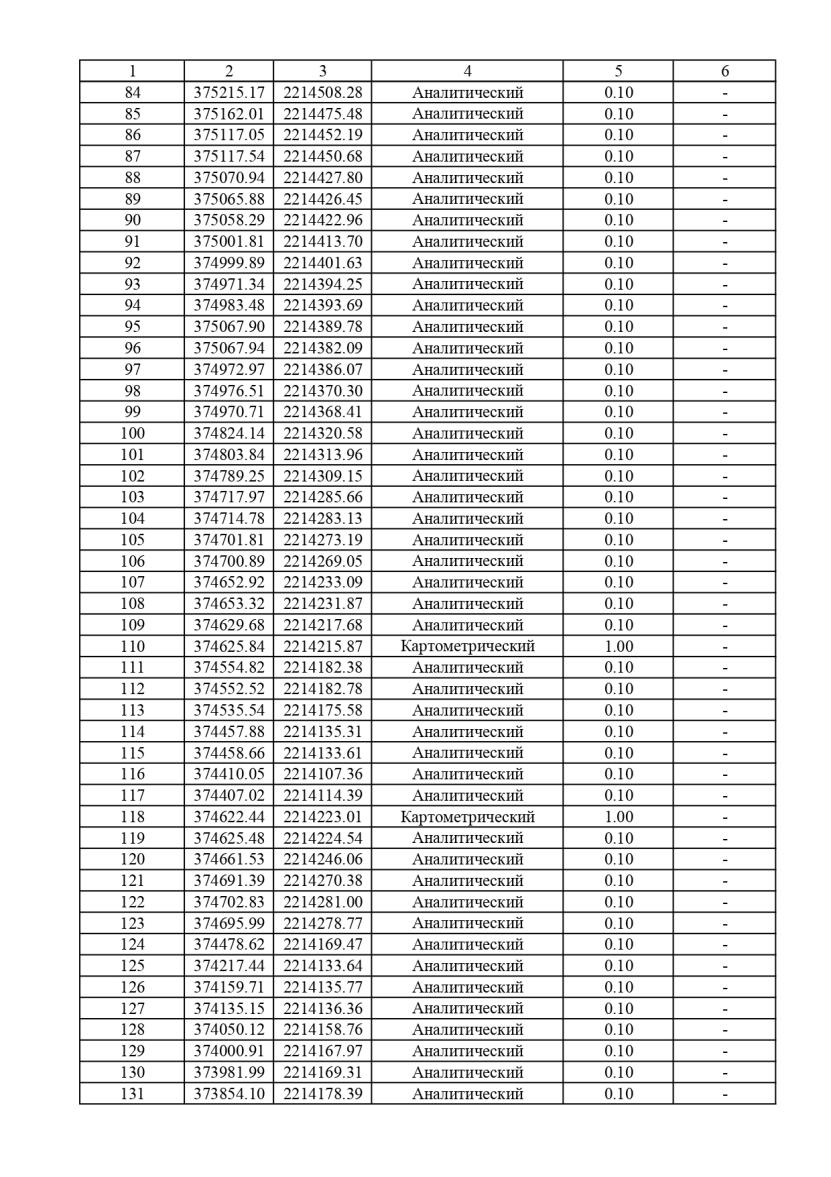 1 2 3 4 5 6
84 375215.17 2214508.28 Аналитический 0.10 -
85 375162.01 2214475.48 Аналитический 0.10 -
86 375117.05 2214452.19 Аналитический 0.10 -
87 375117.54 2214450.68 Аналитический 0.10 -
88 375070.94 2214427.80 Аналитический 0.10 -
89 375065.88 2214426.45 Аналитический 0.10 -
90 375058.29 2214422.96 Аналитический 0.10 -
91 375001.81 2214413.70 Аналитический 0.10 -
92 374999.89 2214401.63 Аналитический 0.10 -
93 374971.34 2214394.25 Аналитический 0.10 -
94 374983.48 2214393.69 Аналитический 0.10 -
95 375067.90 2214389.78 Аналитический 0.10 -
96 375067.94 2214382.09 Аналитический 0.10 -
97 374972.97 2214386.07 Аналитический 0.10 -
98 374976.51 2214370.30 Аналитический 0.10 -
99 374970.71 2214368.41 Аналитический 0.10 -
100 374824.14 2214320.58 Аналитический 0.10 -
101 374803.84 2214313.96 Аналитический 0.10 -
102 374789.25 2214309.15 Аналитический 0.10 -
103 374717.97 2214285.66 Аналитический 0.10 -
104 374714.78 2214283.13 Аналитический 0.10 -
105 374701.81 2214273.19 Аналитический 0.10 -
106 374700.89 2214269.05 Аналитический 0.10 -
107 374652.92 2214233.09 Аналитический 0.10 -
108 374653.32 2214231.87 Аналитический 0.10 -
109 374629.68 2214217.68 Аналитический 0.10 -
110 374625.84 2214215.87 Картометрический 1.00 -
111 374554.82 2214182.38 Аналитический 0.10 -
112 374552.52 2214182.78 Аналитический 0.10 -
113 374535.54 2214175.58 Аналитический 0.10 -
114 374457.88 2214135.31 Аналитический 0.10 -
115 374458.66 2214133.61 Аналитический 0.10 -
116 374410.05 2214107.36 Аналитический 0.10 -
117 374407.02 2214114.39 Аналитический 0.10 -
118 374622.44 2214223.01 Картометрический 1.00 -
119 374625.48 2214224.54 Аналитический 0.10 -
120 374661.53 2214246.06 Аналитический 0.10 -
121 374691.39 2214270.38 Аналитический 0.10 -
122 374702.83 2214281.00 Аналитический 0.10 -
123 374695.99 2214278.77 Аналитический 0.10 -
124 374478.62 2214169.47 Аналитический 0.10 -
125 374217.44 2214133.64 Аналитический 0.10 -
126 374159.71 2214135.77 Аналитический 0.10 -
127 374135.15 2214136.36 Аналитический 0.10 -
128 374050.12 2214158.76 Аналитический 0.10 -
129 374000.91 2214167.97 Аналитический 0.10 -
130 373981.99 2214169.31 Аналитический 0.10 -
131 373854.10 2214178.39 Аналитический 0.10 -